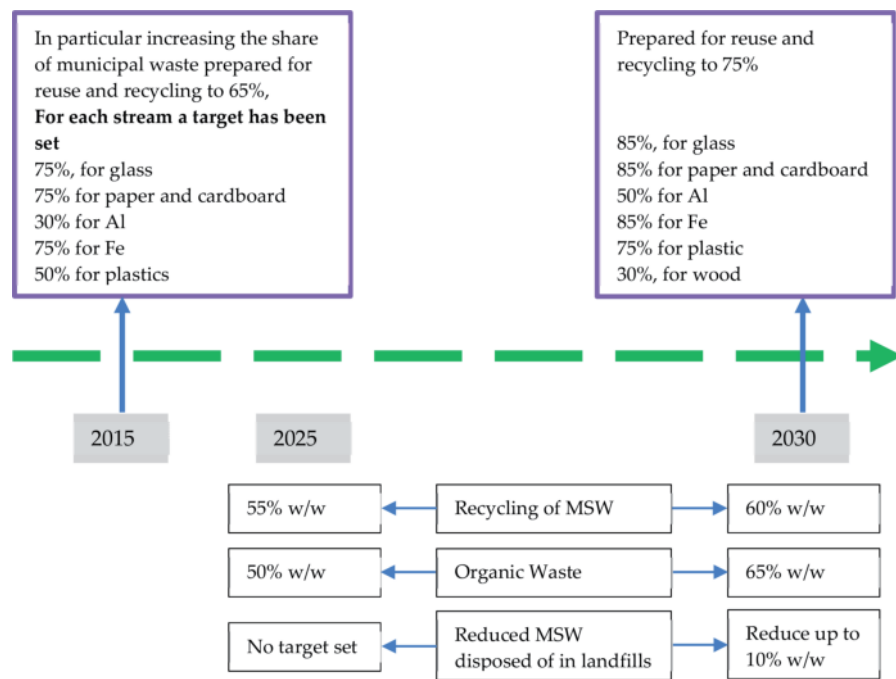 In particular increasing the share
of municipal waste prepared for
reuse and recycling to 65%,
For each stream a target has been
set
75%, for glass
75% for paper and cardboard
30% for Al
75% for Fe
50% for plastics
Prepared for reuse and
recycling to 75%
85%, for glass
85% for paper and cardboard
50% for Al
85% for Fe
75% for plastic
30%, for wood
2015
2025
2030
55% w/w
Recycling of MSW
60% w/w
50% w/w
Organic Waste
65% w/w
No target set
Reduced MSW
disposed of in landfills
Reduce up to
10% w/w